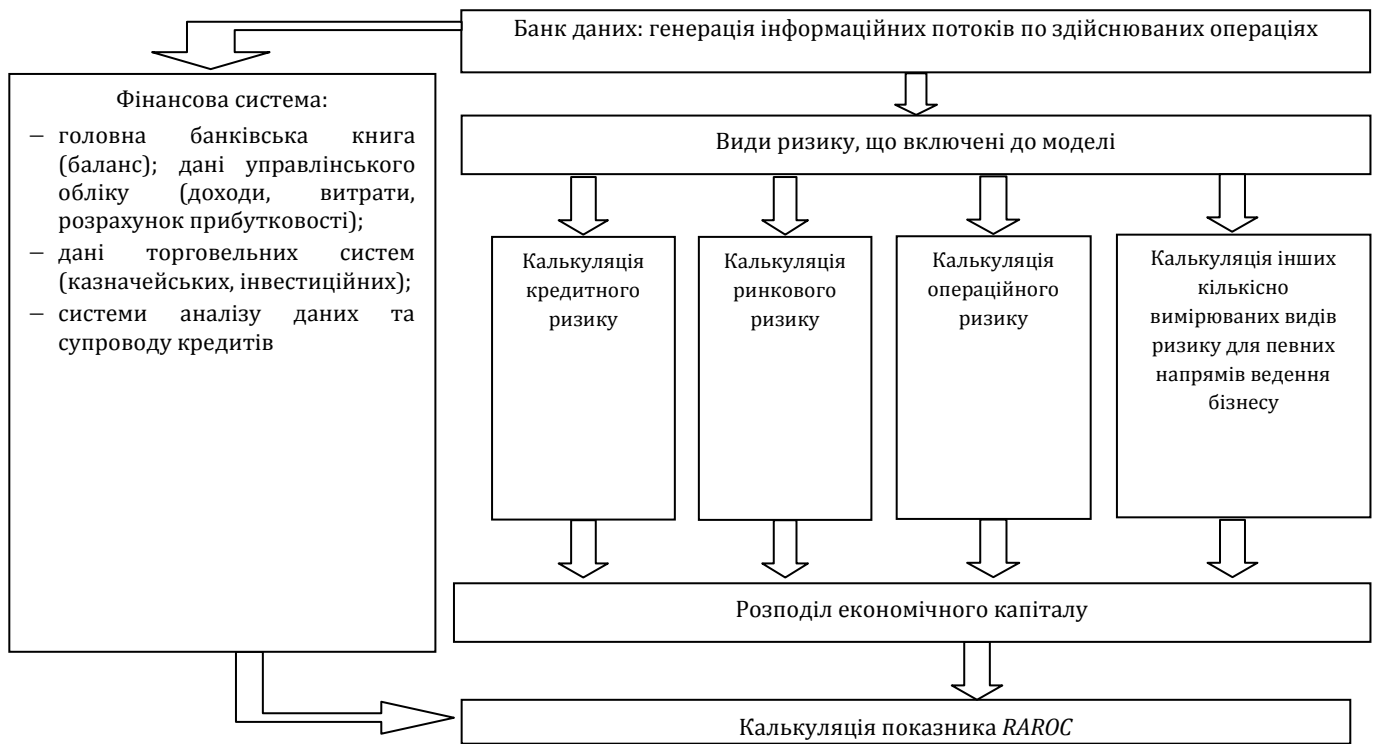 Банк даних: генерація інформаційних потоків по здійснюваних операціях
Фінансова система:
– головна банківська книга
(баланс); дані управлінського
обліку (доходи, витрати,
розрахунок прибутковості);
– дані торговельних систем
(казначейських, інвестиційних);
– системи аналізу даних та
супроводу кредитів
Види ризику, що включені до моделі
Калькуляція
кредитного
ризику
Калькуляція
ринкового
ризику
Калькуляція
операційного
ризику
Калькуляція інших
кількісно
вимірюваних видів
ризику для певних
напрямів ведення
бізнесу
Розподіл економічного капіталу
Калькуляція показника RAROC